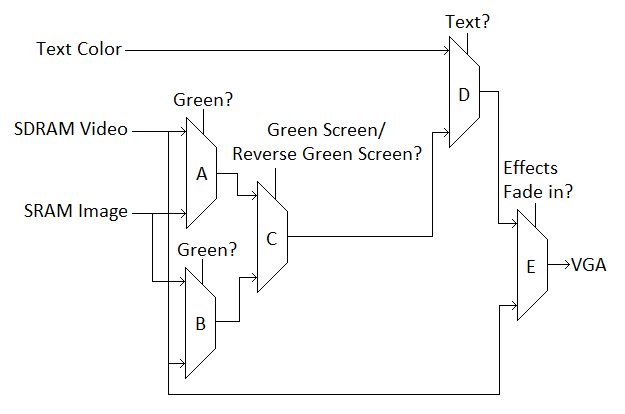 Text?
Text Color
D
Green?
SDRAM Video
Green Screen/
Reverse Green Screen?
A
Effects
Fade in?
SRAM Image
C
Green?
E
VGA
B